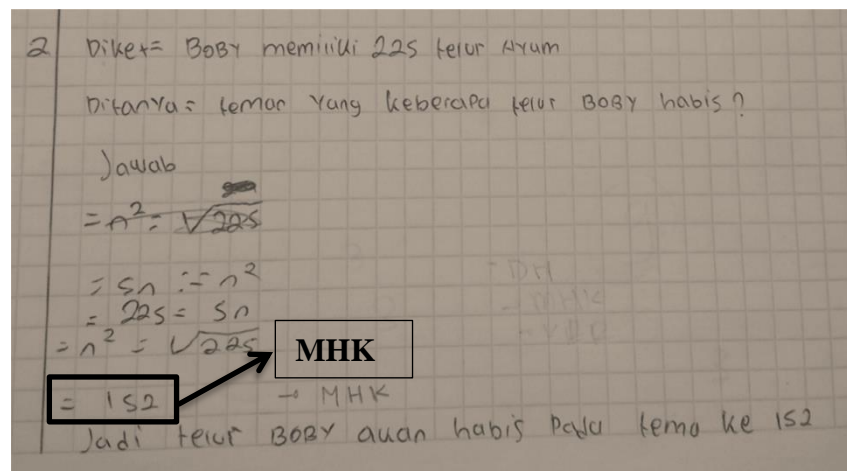 2 Diket = BOBY memiliki 225 telur Ayam
Ditanya = teman yang keberapa telur BOBY habis?
Jawab
= n² = √225
= Sn := n²
= 225 = Sn
= n² = √225
MHK
= 152 → MHK
Jadi telur BOBY akan habis pada tema ke 152